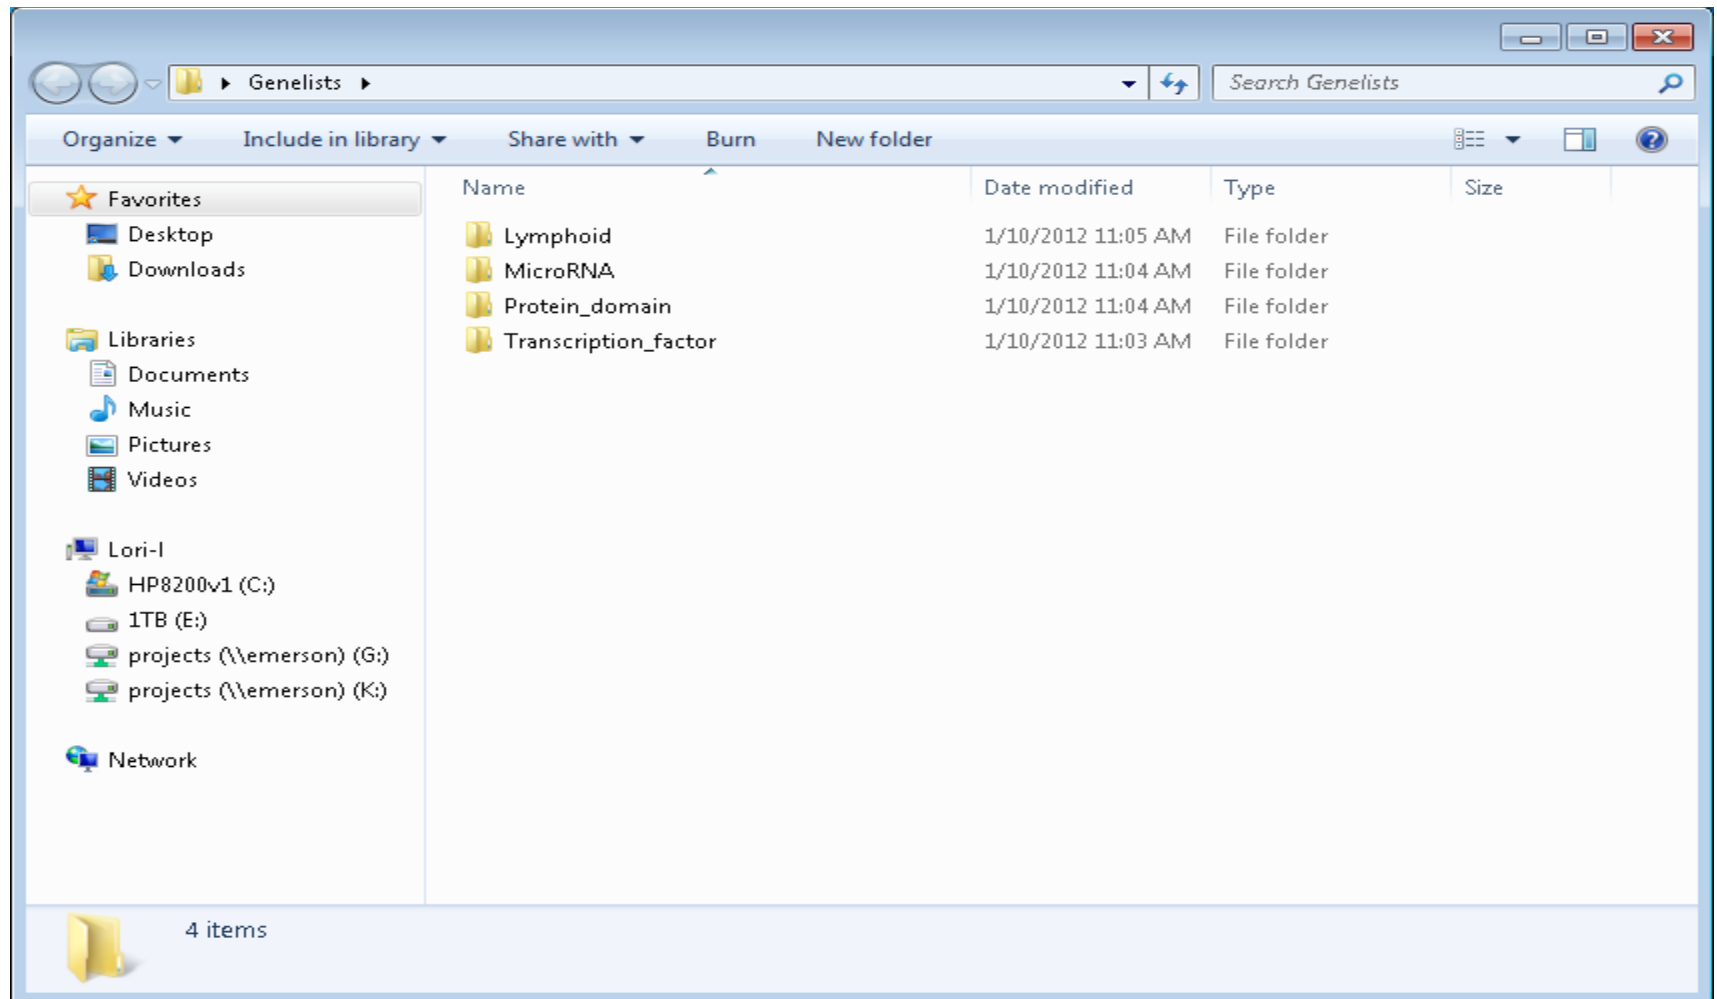 Genelists
Search Genelists
Organize Include in library Share with Burn New folder
Name Date modified Type Size
Favorites
Desktop
Downloads
Libraries
Documents
Music
Pictures
Videos
Lori-I
HP8200v1 (C:)
1TB (E:)
projects (\\emerson) (G:)
projects (\\emerson) (K:)
Network
Lymphoid 1/10/2012 11:05 AM File folder
MicroRNA 1/10/2012 11:04 AM File folder
Protein_domain 1/10/2012 11:04 AM File folder
Transcription_factor 1/10/2012 11:03 AM File folder
4 items